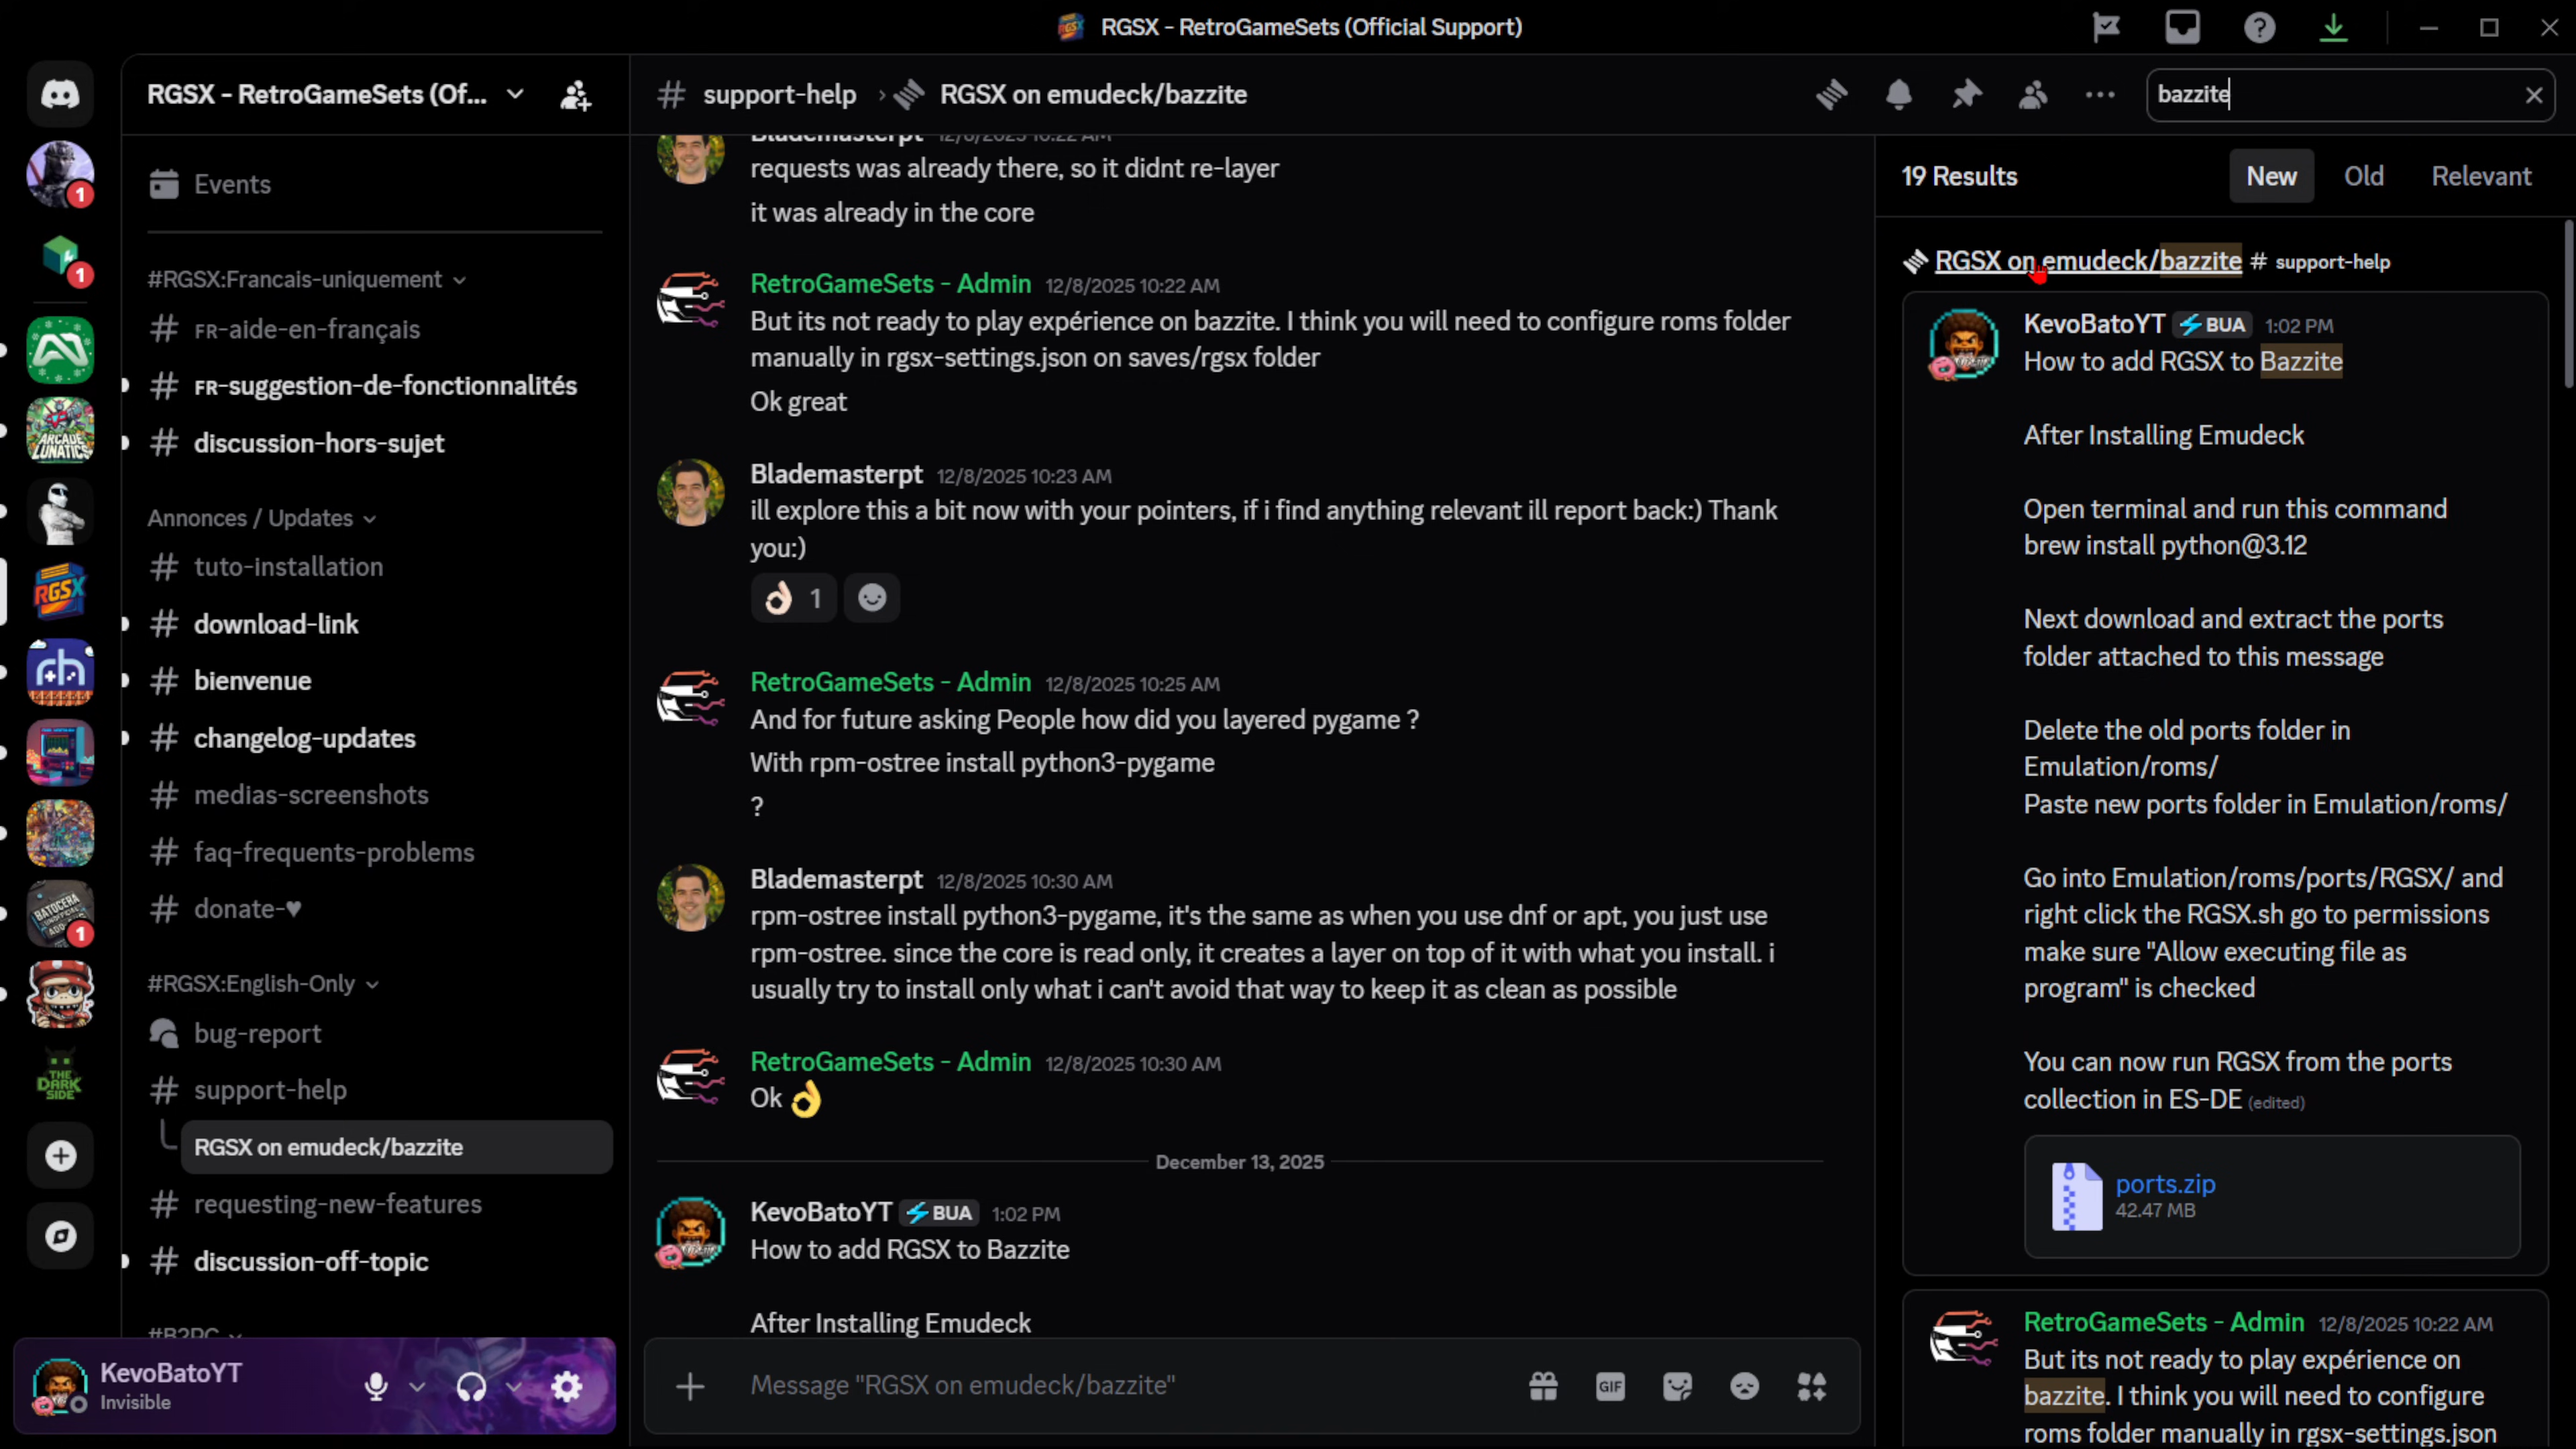 RGSX - RetroGameSets (Official Support)
RGSX - RetroGameSets (Of...
Events
#RGSX:Francais-uniquement
FR-aide-en-français
FR-suggestion-de-fonctionnalités
discussion-hors-sujet
Annonces / Updates
tuto-installation
download-link
bienvenue
changelog-updates
medias-screenshots
faq-frequents-problems
donate-♥
#RGSX:English-Only
bug-report
support-help
RGSX on emudeck/bazzite
requesting-new-features
discussion-off-topic
#B2PC
KevoBatoYT
Invisible
1
1
ARCADE LUNATICS
RGSX
rh
BATOCERA
1
THE DARK SIDE
support-help › RGSX on emudeck/bazzite
Blademasterpt 12/8/2025 10:22 AM
requests was already there, so it didnt re-layer
it was already in the core
RetroGameSets - Admin 12/8/2025 10:22 AM
But its not ready to play expérience on bazzite. I think you will need to configure roms folder
manually in rgsx-settings.json on saves/rgsx folder
Ok great
Blademasterpt 12/8/2025 10:23 AM
ill explore this a bit now with your pointers, if i find anything relevant ill report back:) Thank
you:)
👌🏻 1
RetroGameSets - Admin 12/8/2025 10:25 AM
And for future asking People how did you layered pygame ?
With rpm-ostree install python3-pygame
?
Blademasterpt 12/8/2025 10:30 AM
rpm-ostree install python3-pygame, it's the same as when you use dnf or apt, you just use
rpm-ostree. since the core is read only, it creates a layer on top of it with what you install. i
usually try to install only what i can't avoid that way to keep it as clean as possible
RetroGameSets - Admin 12/8/2025 10:30 AM
Ok 👌
December 13, 2025
KevoBatoYT BUA 1:02 PM
How to add RGSX to Bazzite
After Installing Emudeck
Message "RGSX on emudeck/bazzite"
GIF
bazzite
19 Results
New
Old
Relevant
RGSX on emudeck/bazzite # support-help
KevoBatoYT BUA 1:02 PM
How to add RGSX to Bazzite
After Installing Emudeck
Open terminal and run this command
brew install python@3.12
Next download and extract the ports
folder attached to this message
Delete the old ports folder in
Emulation/roms/
Paste new ports folder in Emulation/roms/
Go into Emulation/roms/ports/RGSX/ and
right click the RGSX.sh go to permissions
make sure "Allow executing file as
program" is checked
You can now run RGSX from the ports
collection in ES-DE (edited)
ports.zip
42.47 MB
RetroGameSets - Admin 12/8/2025 10:22 AM
But its not ready to play expérience on
bazzite. I think you will need to configure
roms folder manually in rgsx-settings.json